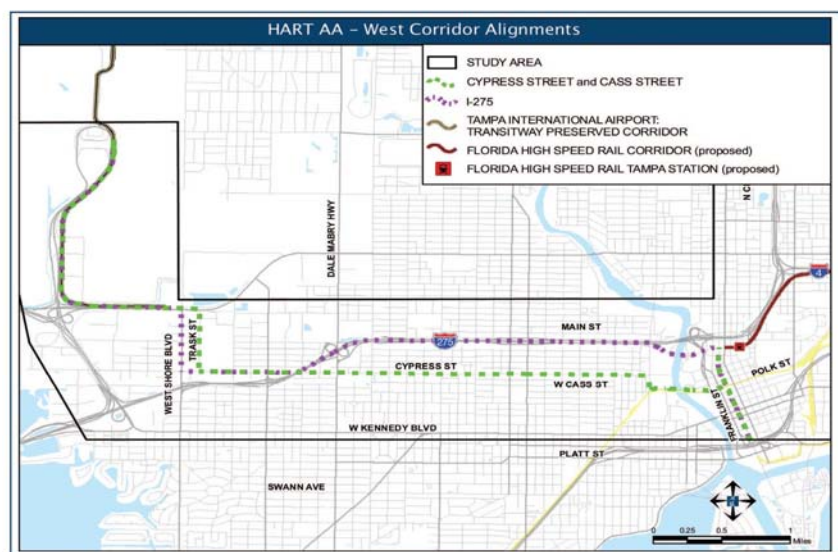 HART AA – West Corridor Alignments
STUDY AREA
CYPRESS STREET and CASS STREET
I-275
TAMPA INTERNATIONAL AIRPORT:
TRANSITWAY PRESERVED CORRIDOR
FLORIDA HIGH SPEED RAIL CORRIDOR (proposed)
FLORIDA HIGH SPEED RAIL TAMPA STATION (proposed)
DALE MABRY HWY
4
WEST SHORE BLVD
TRASK ST
275
MAIN ST
CYPRESS ST
W CASS ST
POLK ST
FRANKLIN ST
W KENNEDY BLVD
PLATT ST
SWANN AVE
0 0.25 0.5 1
Miles